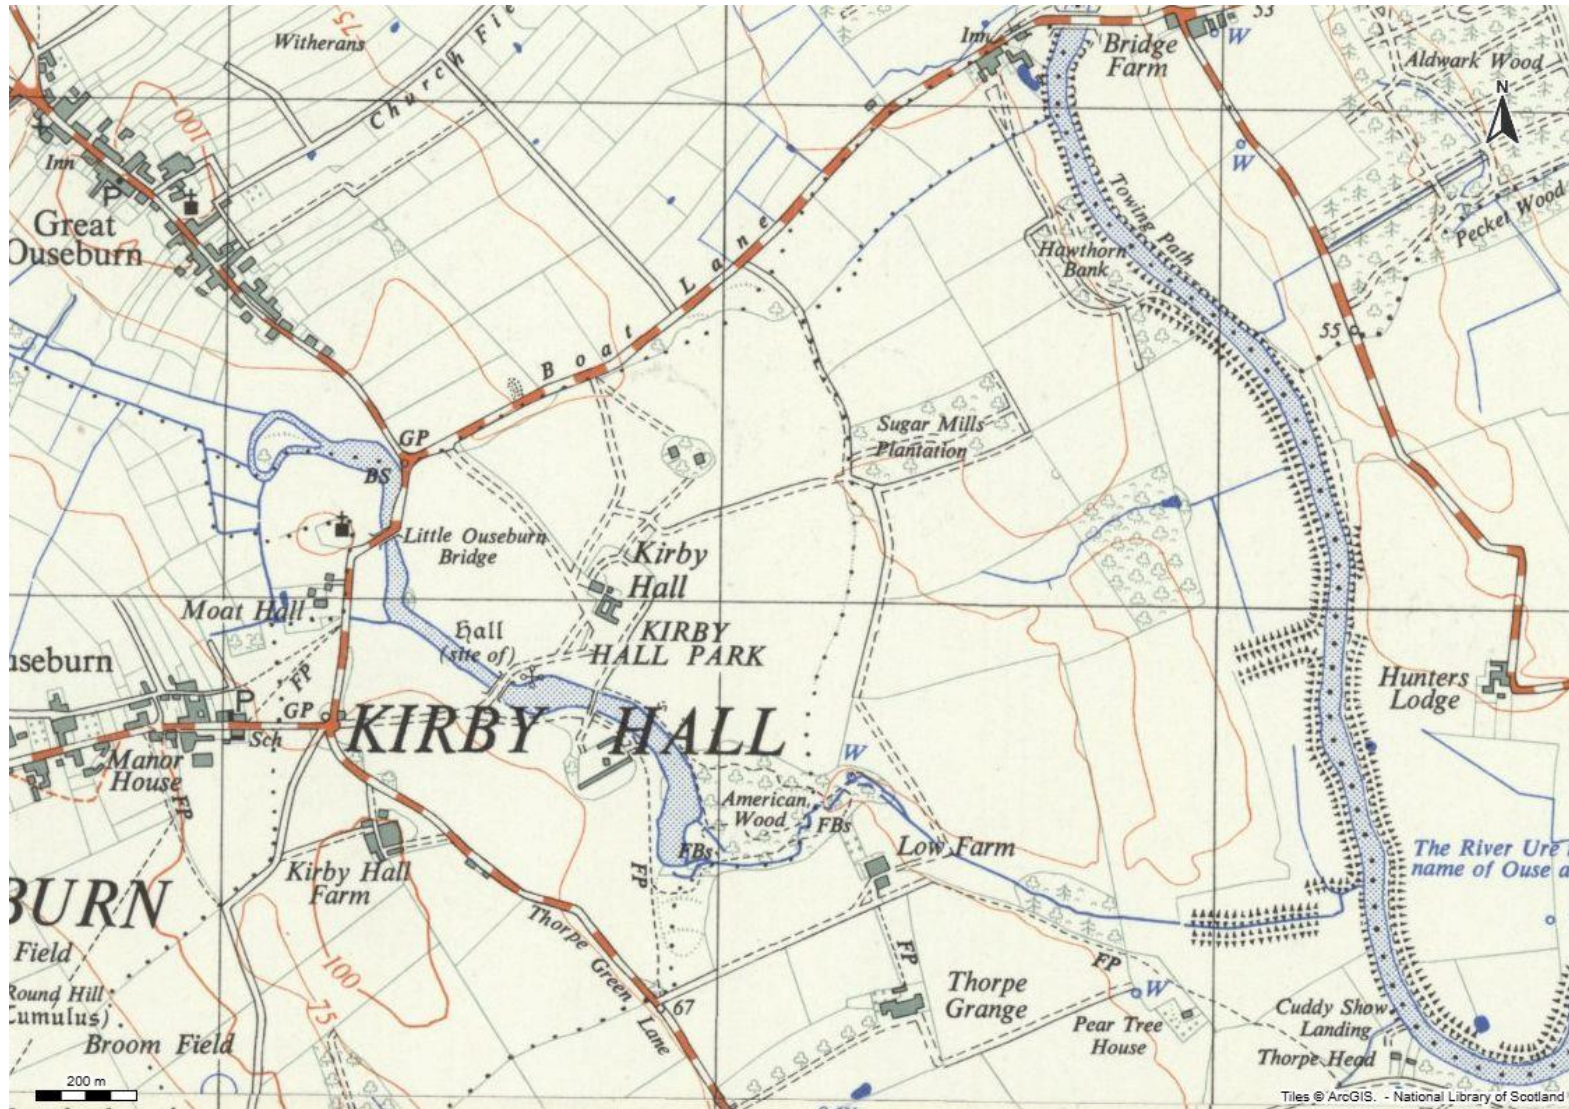 Witherans
75
Church Fie
Inn
53
W
Bridge
Farm
Aldwark Wood
N
100
Inn
P
W
Great
Ouseburn
Towing Path
Pecket Wood
Hawthorn
Bank
Boat Lane
55
GP
BS
Sugar Mills
Plantation
Little Ouseburn
Bridge
Kirby
Hall
Moat Hall
Hall
(site of)
KIRBY
HALL PARK
useburn
FP
P
GP
Sch
KIRBY HALL
Hunters
Lodge
Manor
House
FP
W
American
Wood
FBs
FBs
Low Farm
The River Ure
name of Ouse a
Kirby Hall
Farm
FP
BURN
Field
Thorpe Green Lane
100
75
67
FP
FP
Thorpe
Grange
W
Round Hill
Tumulus)
Broom Field
Pear Tree
House
Cuddy Show
Landing
Thorpe Head
200 m
W
Tiles © ArcGIS. - National Library of Scotland